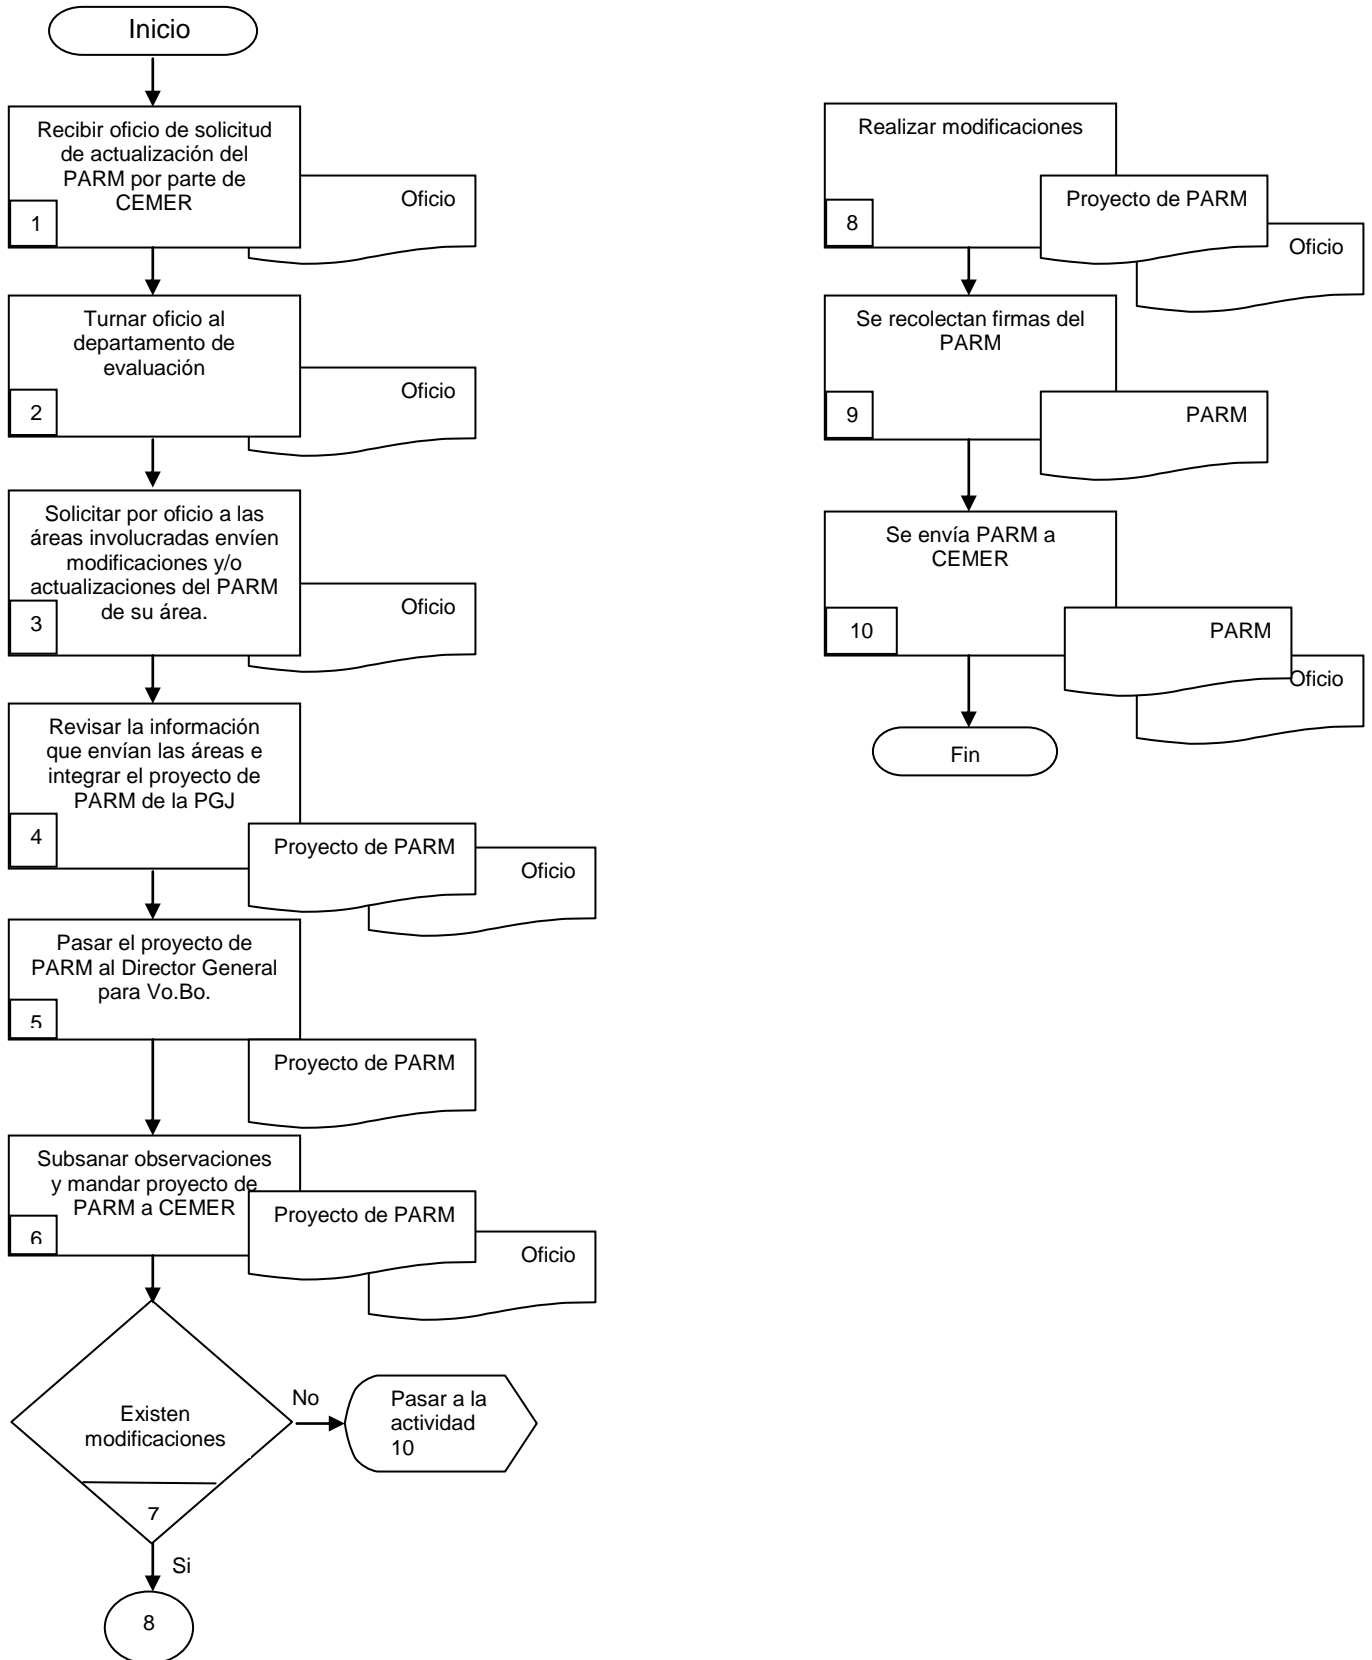 Inicio
Recibir oficio de solicitud
de actualización del
PARM por parte de
CEMER
1
Oficio
Turnar oficio al
departamento de
evaluación
2
Oficio
Solicitar por oficio a las
áreas involucradas envíen
modificaciones y/o
actualizaciones del PARM
de su área.
3
Oficio
Revisar la información
que envían las áreas e
integrar el proyecto de
PARM de la PGJ
4
Proyecto de PARM
Oficio
Pasar el proyecto de
PARM al Director General
para Vo.Bo.
5
Proyecto de PARM
Subsanar observaciones
y mandar proyecto de
PARM a CEMER
6
Proyecto de PARM
Oficio
Existen
modificaciones
7
No
Pasar a la
actividad
10
Si
8
Realizar modificaciones
8
Proyecto de PARM
Oficio
Se recolectan firmas del
PARM
9
PARM
Se envía PARM a
CEMER
10
PARM
Oficio
Fin